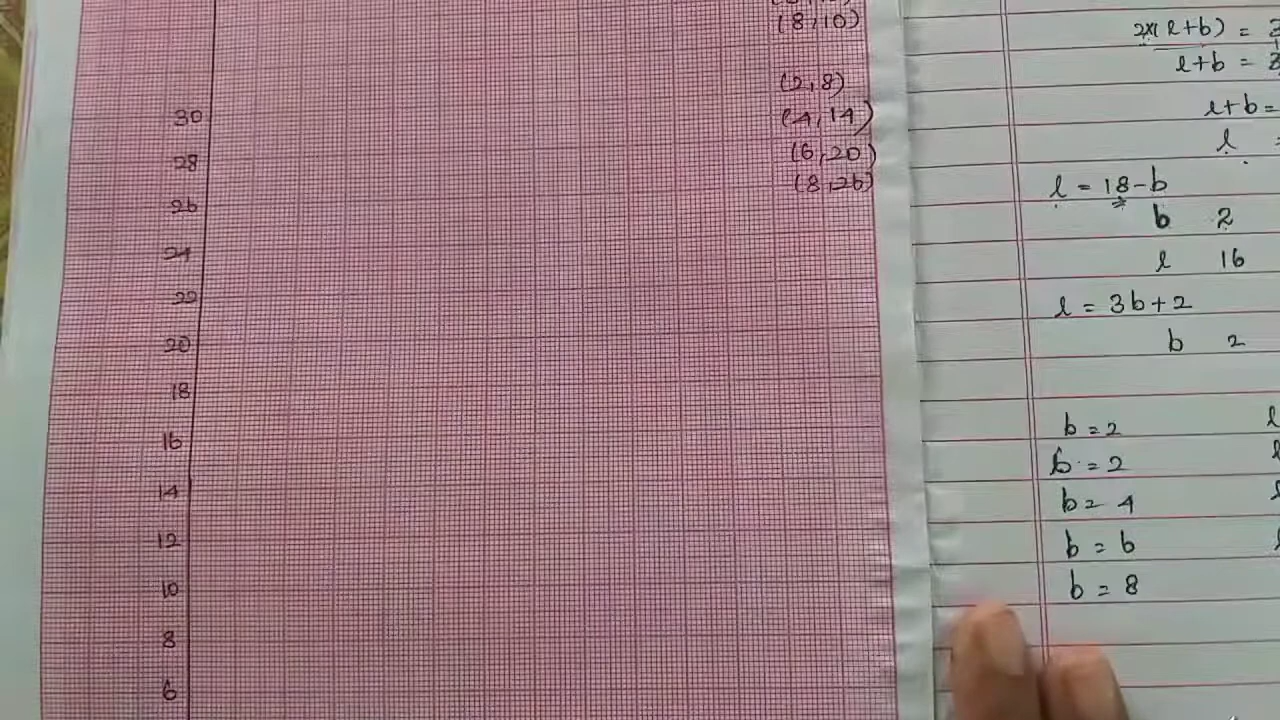 (8,10)
(2,8)
(4,14)
(6,20)
(8,26)
30
28
26
24
22
20
18
16
14
12
10
8
6
2×(l+b) =
l+b =
l+b =
l
l = 18-b
b 2
l 16
l = 3b+2
b 2
b = 2
b = 2
b = 4
b = 6
b = 8